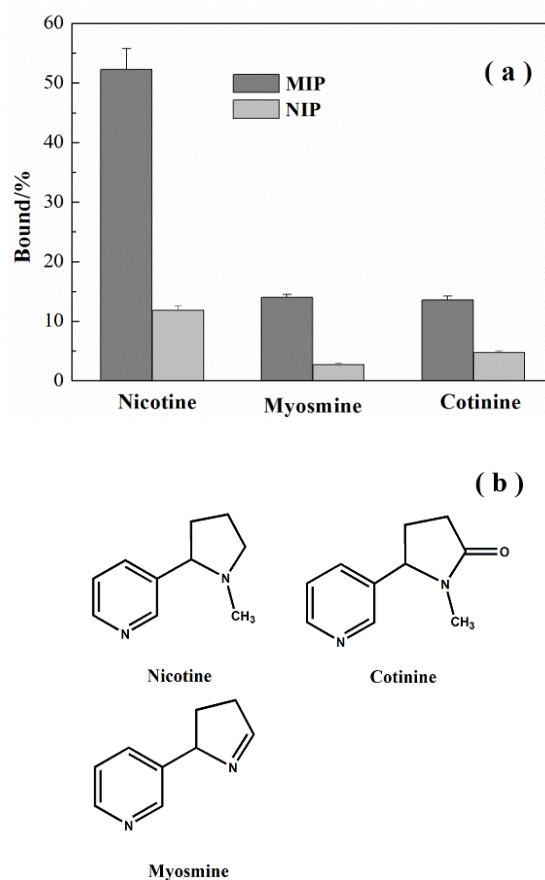 ( a )
MIP
NIP
Bound/%
60
50
40
30
20
10
0
Nicotine
Myosmine
Cotinine
( b )
N
N
CH3
Nicotine
N
N
O
CH3
Cotinine
N
N
Myosmine